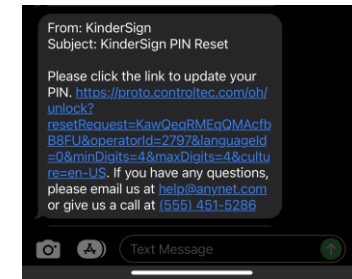 From: KinderSign
Subject: KinderSign PIN Reset
Please click the link to update your
PIN. https://proto.controltec.com/oh/
unlock?
resetRequest=KawQeqRMEqQMAcfb
B8FU&operatorId=2797&languageId
=0&minDigits=4&maxDigits=4&cultu
re=en-US. If you have any questions,
please email us at help@anynet.com
or give us a call at (555) 451-5286
Text Message